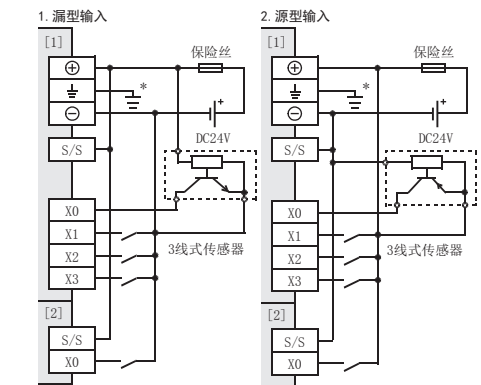 1.漏型输入
[1]
保险丝
⊕
*
⊖
+
DC24V
S/S
X0
X1
X2
X3
3线式传感器
[2]
S/S
X0
2.源型输入
[1]
保险丝
⊕
*
⊖
+
DC24V
S/S
X0
X1
X2
X3
3线式传感器
[2]
S/S
X0